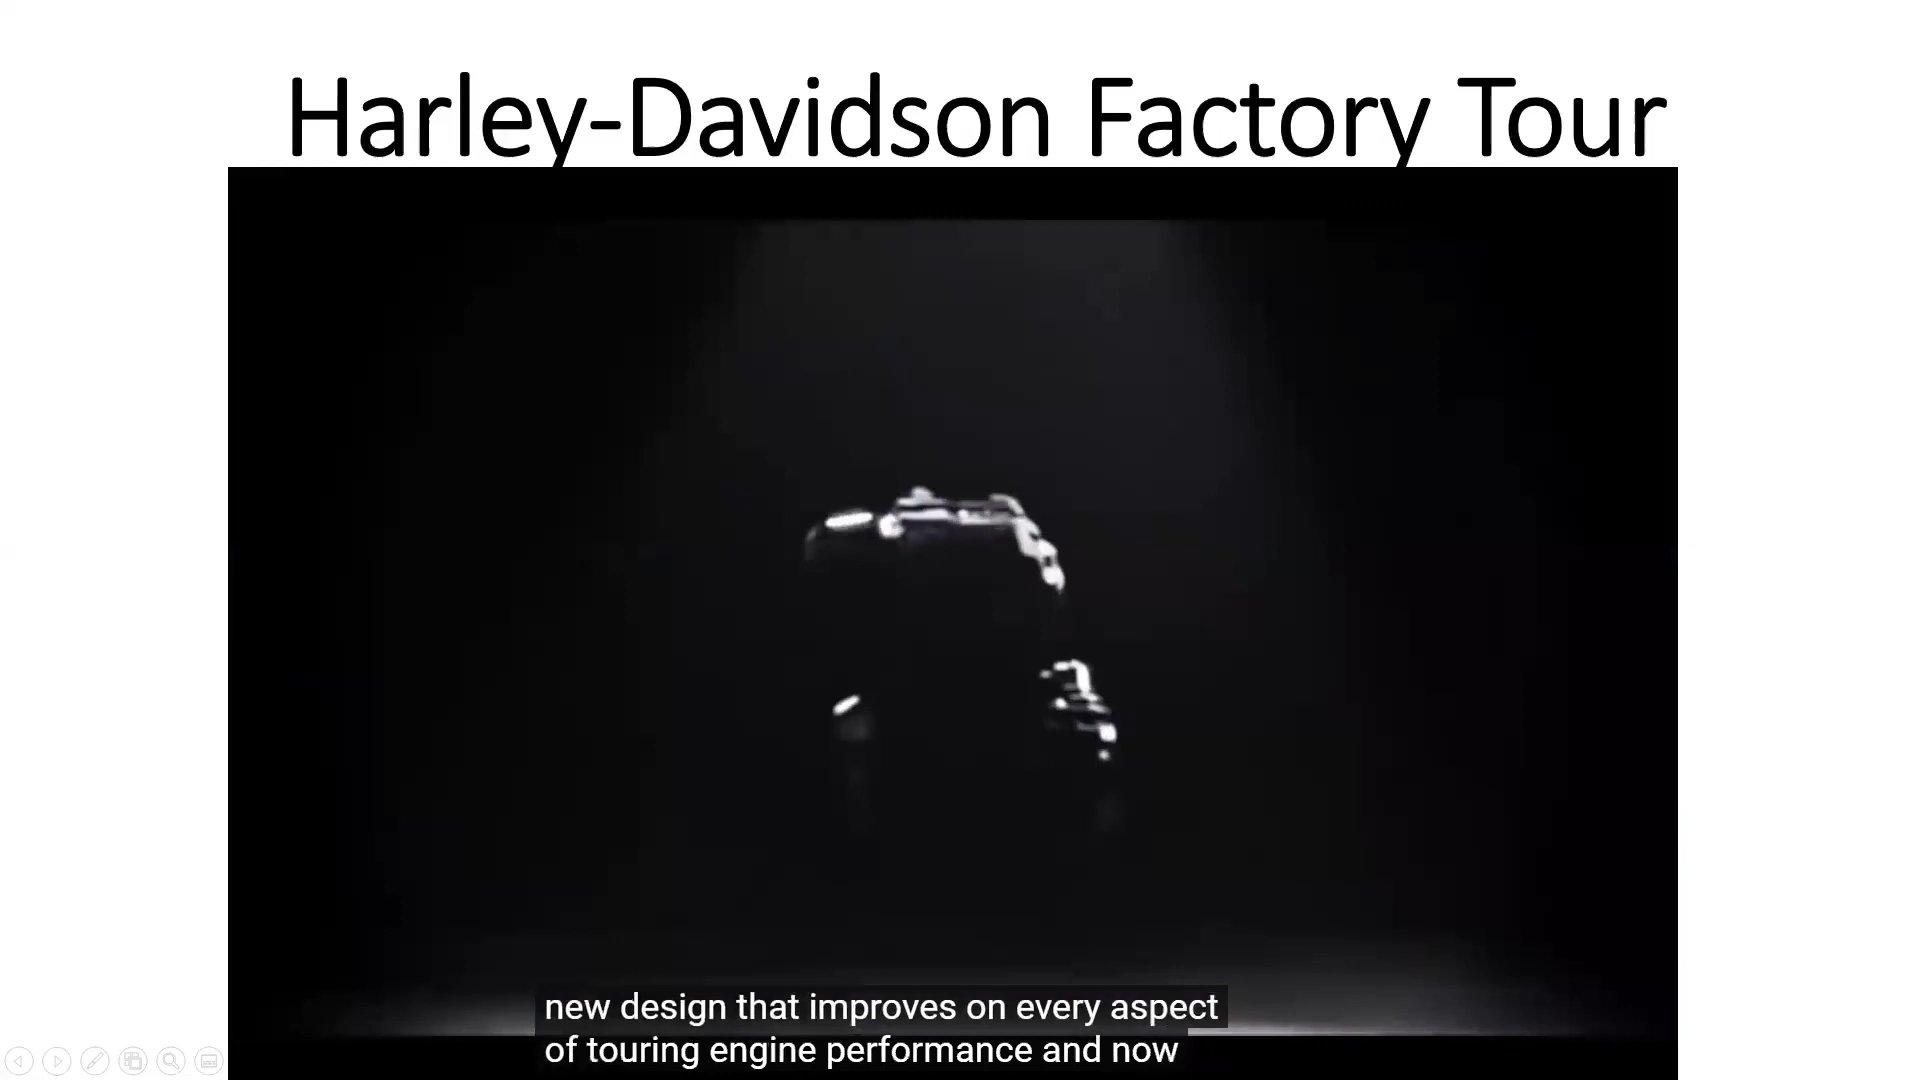 Harley-Davidson Factory Tour
new design that improves on every aspect
of touring engine performance and now